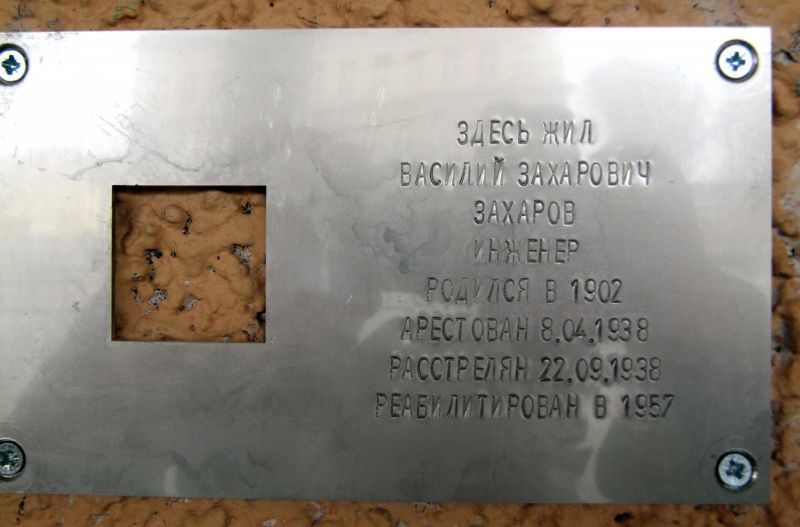 ЗДЕСЬ ЖИЛ
ВАСИЛИЙ ЗАХАРОВИЧ
ЗАХАРОВ
ИНЖЕНЕР
РОДИЛСЯ В 1902
АРЕСТОВАН 8.04.1938
РАССТРЕЛЯН 22.09.1938
РЕАБИЛИТИРОВАН В 1957